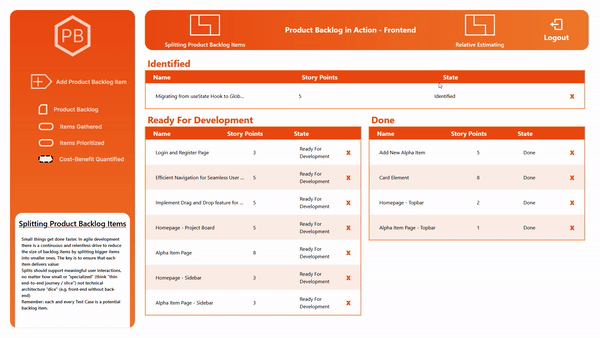 PB
Add Product Backlog Item
Product Backlog
Items Gathered
Items Prioritized
Cost-Benefit Quantified
Splitting Product Backlog Items
Small things get done faster. In agile development
there is a continuous and relentless drive to reduce
the size of backlog items by splitting bigger items
into smaller ones. The key is to ensure that each
item delivers value:
Splits should support meaningful user interactions,
no matter how small or "specialized" (think "thin
end-to-end journey / slice") not technical
architecture "dice" (e.g. front-end without back-
end)
Remember: each and every Test Case is a potential
backlog item.
Splitting Product Backlog Items
Product Backlog in Action - Frontend
Relative Estimating
Logout
Identified
Name Story Points State
Migrating from useState Hook to Glob... 5 Identified X
Ready For Development
Name Story Points State
Login and Register Page 3 Ready For Development X
Efficient Navigation for Seamless User ... 5 Ready For Development X
Implement Drag and Drop feature for ... 5 Ready For Development X
Homepage - Project Board 5 Ready For Development X
Alpha Item Page 8 Ready For Development X
Homepage - Sidebar 3 Ready For Development X
Alpha Item Page - Sidebar 3 Ready For Development X
Done
Name Story Points State
Add New Alpha Item 5 Done X
Card Element 8 Done X
Homepage - Topbar 2 Done X
Alpha Item Page - Topbar 1 Done X